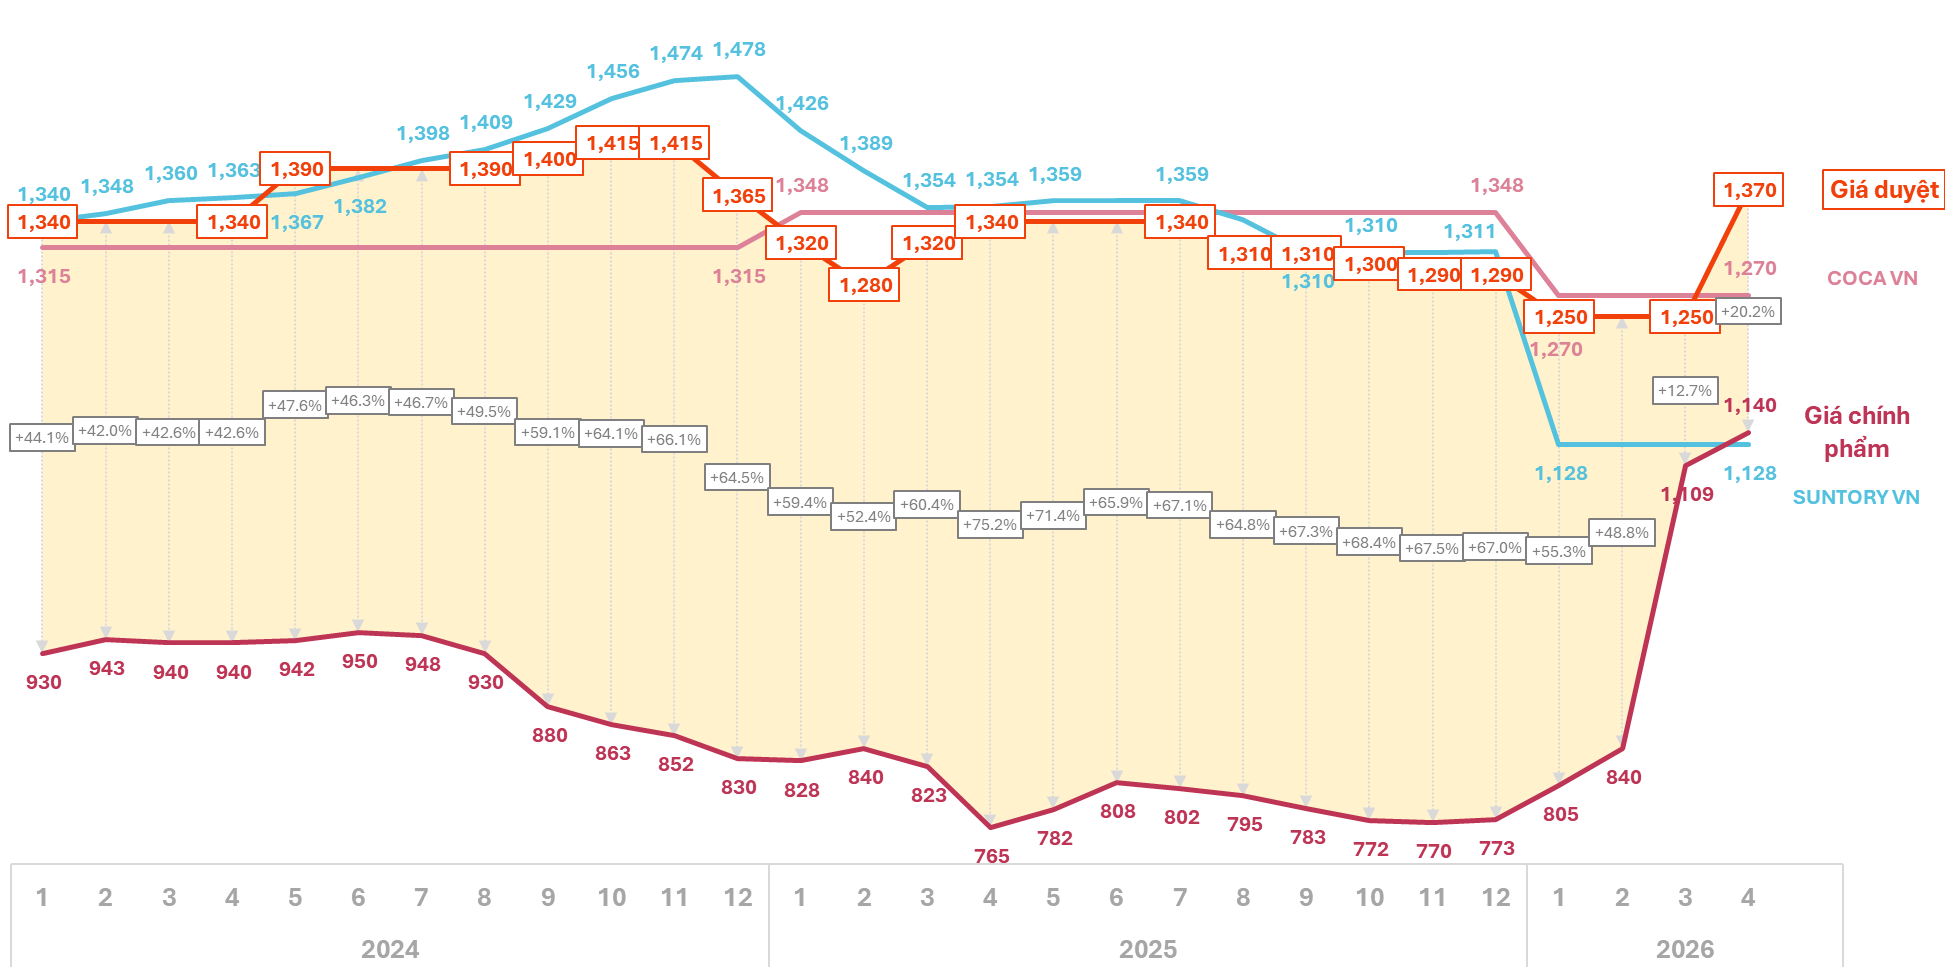 1,474 1,478
1,456
1,429 1,426
1,398 1,409
1,415 1,415 1,389
1,340 1,348 1,360 1,363 1,390 1,390 1,400
1,354 1,354 1,359 1,359
1,365 1,348 1,348 1,370 Giá duyệt
1,340 1,340 1,367 1,382
1,320 1,320 1,340 1,340 1,310 1,311
1,315 1,315 1,280 1,310 1,310 1,300 1,290 1,290 1,270 COCA VN
1,310
1,250 1,250 +20.2%
1,270
+12.7%
1,140 Giá chính
phẩm
+44.1% +42.0% +42.6% +42.6% +47.6% +46.3% +46.7% +49.5% +59.1% +64.1% +66.1%
+64.5% +59.4% +52.4% +60.4% +75.2% +71.4% +65.9% +67.1% +64.8% +67.3% +68.4% +67.5% +67.0% +55.3% +48.8%
1,128 1,109 1,128 SUNTORY VN
930 943 940 940 942 950 948 930 880 863 852 830 828 840 823 765 782 808 802 795 783 772 770 773 805 840
1 2 3 4 5 6 7 8 9 10 11 12 1 2 3 4 5 6 7 8 9 10 11 12 1 2 3 4
2024 2025 2026